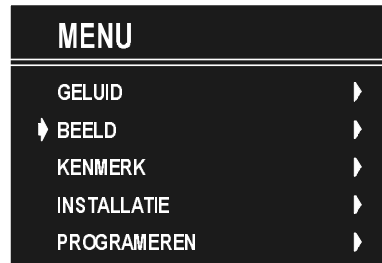 MENU
GELUID
BEELD
KENMERK
INSTALLATIE
PROGRAMEREN